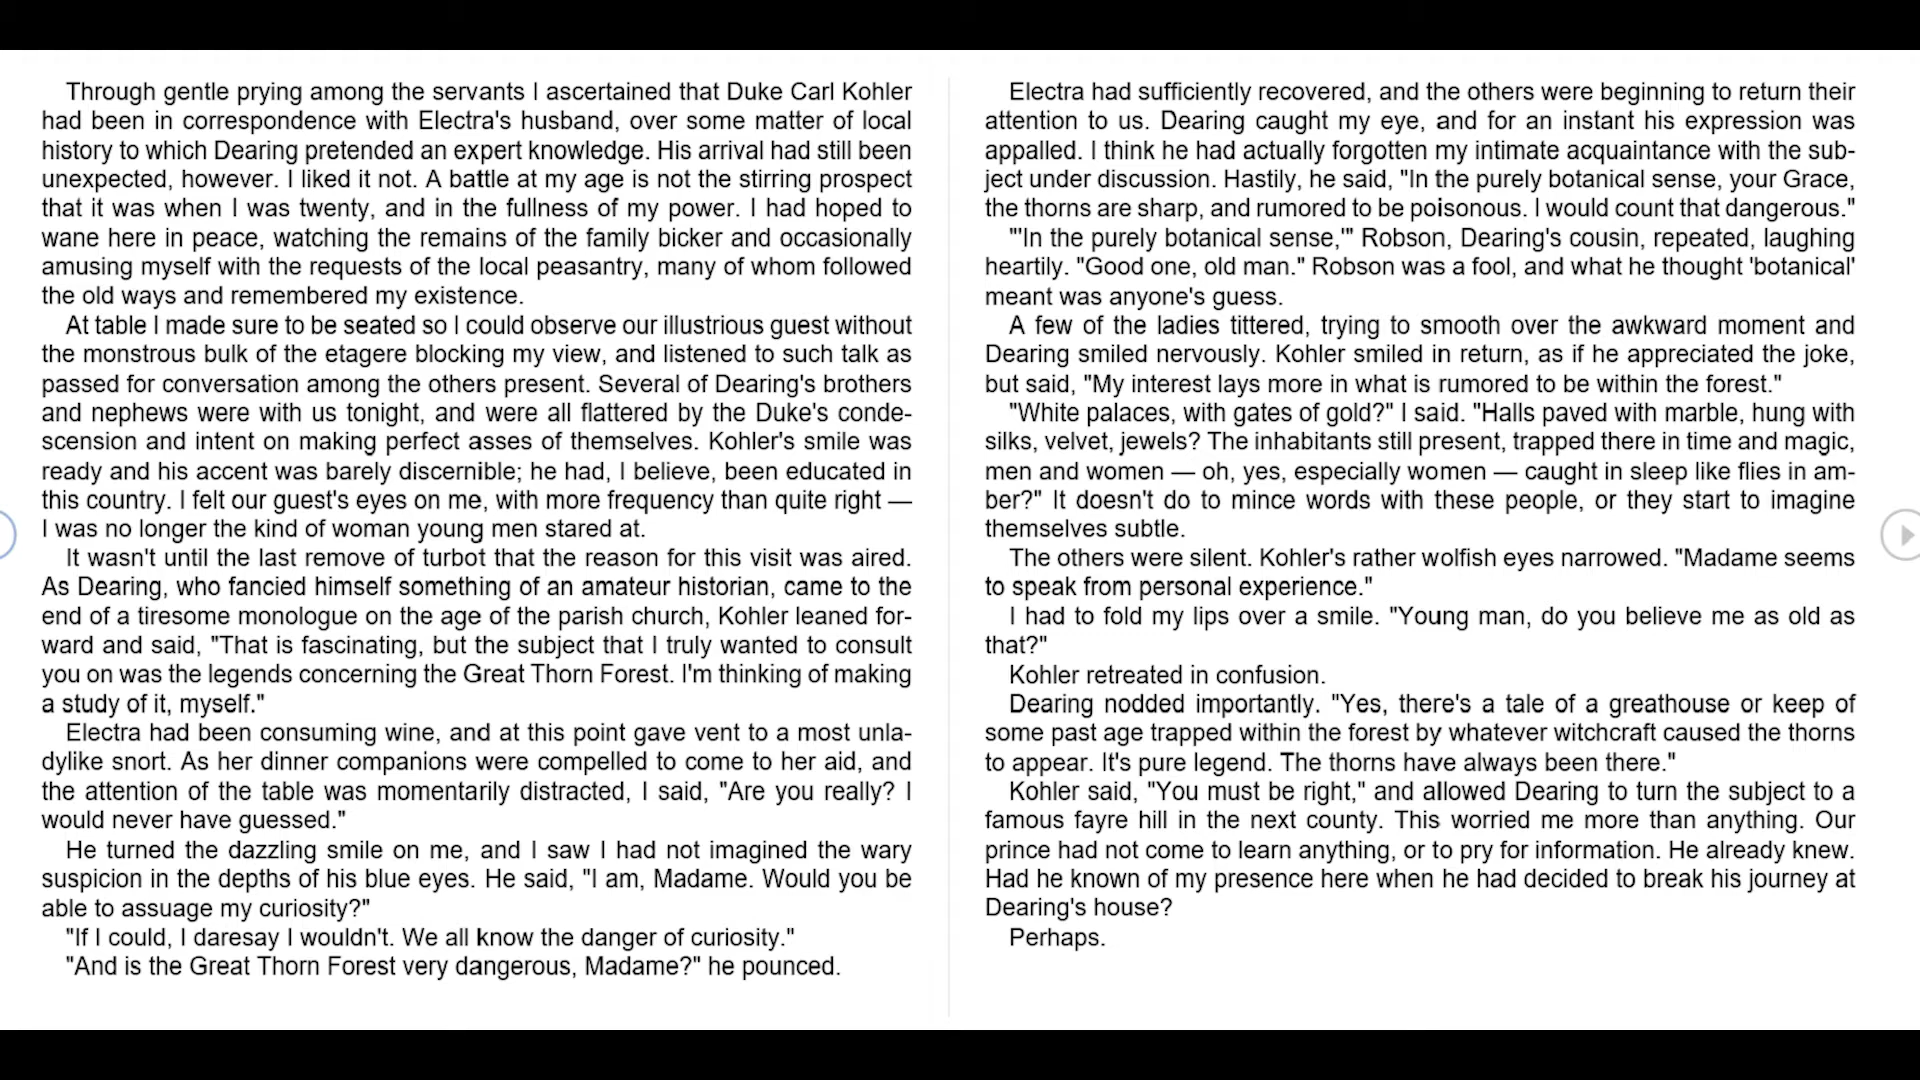 Through gentle prying among the servants I ascertained that Duke Carl Kohler
had been in correspondence with Electra's husband, over some matter of local
history to which Dearing pretended an expert knowledge. His arrival had still been
unexpected, however. I liked it not. A battle at my age is not the stirring prospect
that it was when I was twenty, and in the fullness of my power. I had hoped to
wane here in peace, watching the remains of the family bicker and occasionally
amusing myself with the requests of the local peasantry, many of whom followed
the old ways and remembered my existence.
At table I made sure to be seated so I could observe our illustrious guest without
the monstrous bulk of the etagere blocking my view, and listened to such talk as
passed for conversation among the others present. Several of Dearing's brothers
and nephews were with us tonight, and were all flattered by the Duke's conde-
scension and intent on making perfect asses of themselves. Kohler's smile was
ready and his accent was barely discernible; he had, I believe, been educated in
this country. I felt our guest's eyes on me, with more frequency than quite right —
I was no longer the kind of woman young men stared at.
It wasn't until the last remove of turbot that the reason for this visit was aired.
As Dearing, who fancied himself something of an amateur historian, came to the
end of a tiresome monologue on the age of the parish church, Kohler leaned for-
ward and said, "That is fascinating, but the subject that I truly wanted to consult
you on was the legends concerning the Great Thorn Forest. I'm thinking of making
a study of it, myself."
Electra had been consuming wine, and at this point gave vent to a most unla-
dylike snort. As her dinner companions were compelled to come to her aid, and
the attention of the table was momentarily distracted, I said, "Are you really? I
would never have guessed."
He turned the dazzling smile on me, and I saw I had not imagined the wary
suspicion in the depths of his blue eyes. He said, "I am, Madame. Would you be
able to assuage my curiosity?"
"If I could, I daresay I wouldn't. We all know the danger of curiosity."
"And is the Great Thorn Forest very dangerous, Madame?" he pounced.
Electra had sufficiently recovered, and the others were beginning to return their
attention to us. Dearing caught my eye, and for an instant his expression was
appalled. I think he had actually forgotten my intimate acquaintance with the sub-
ject under discussion. Hastily, he said, "In the purely botanical sense, your Grace,
the thorns are sharp, and rumored to be poisonous. I would count that dangerous."
"'In the purely botanical sense,'" Robson, Dearing's cousin, repeated, laughing
heartily. "Good one, old man." Robson was a fool, and what he thought 'botanical'
meant was anyone's guess.
A few of the ladies tittered, trying to smooth over the awkward moment and
Dearing smiled nervously. Kohler smiled in return, as if he appreciated the joke,
but said, "My interest lays more in what is rumored to be within the forest."
"White palaces, with gates of gold?" I said. "Halls paved with marble, hung with
silks, velvet, jewels? The inhabitants still present, trapped there in time and magic,
men and women — oh, yes, especially women — caught in sleep like flies in am-
ber?" It doesn't do to mince words with these people, or they start to imagine
themselves subtle.
The others were silent. Kohler's rather wolfish eyes narrowed. "Madame seems
to speak from personal experience."
I had to fold my lips over a smile. "Young man, do you believe me as old as
that?"
Kohler retreated in confusion.
Dearing nodded importantly. "Yes, there's a tale of a greathouse or keep of
some past age trapped within the forest by whatever witchcraft caused the thorns
to appear. It's pure legend. The thorns have always been there."
Kohler said, "You must be right," and allowed Dearing to turn the subject to a
famous fayre hill in the next county. This worried me more than anything. Our
prince had not come to learn anything, or to pry for information. He already knew.
Had he known of my presence here when he had decided to break his journey at
Dearing's house?
Perhaps.